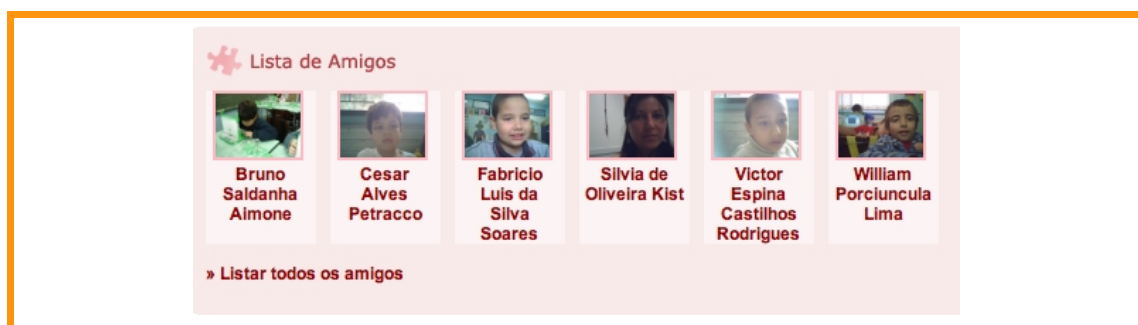 Lista de Amigos
Bruno
Saldanha
Aimone
Cesar
Alves
Petracco
Fabricio
Luis da
Silva
Soares
Silvia de
Oliveira Kist
Victor
Espina
Castilhos
Rodrigues
William
Porciuncula
Lima
» Listar todos os amigos